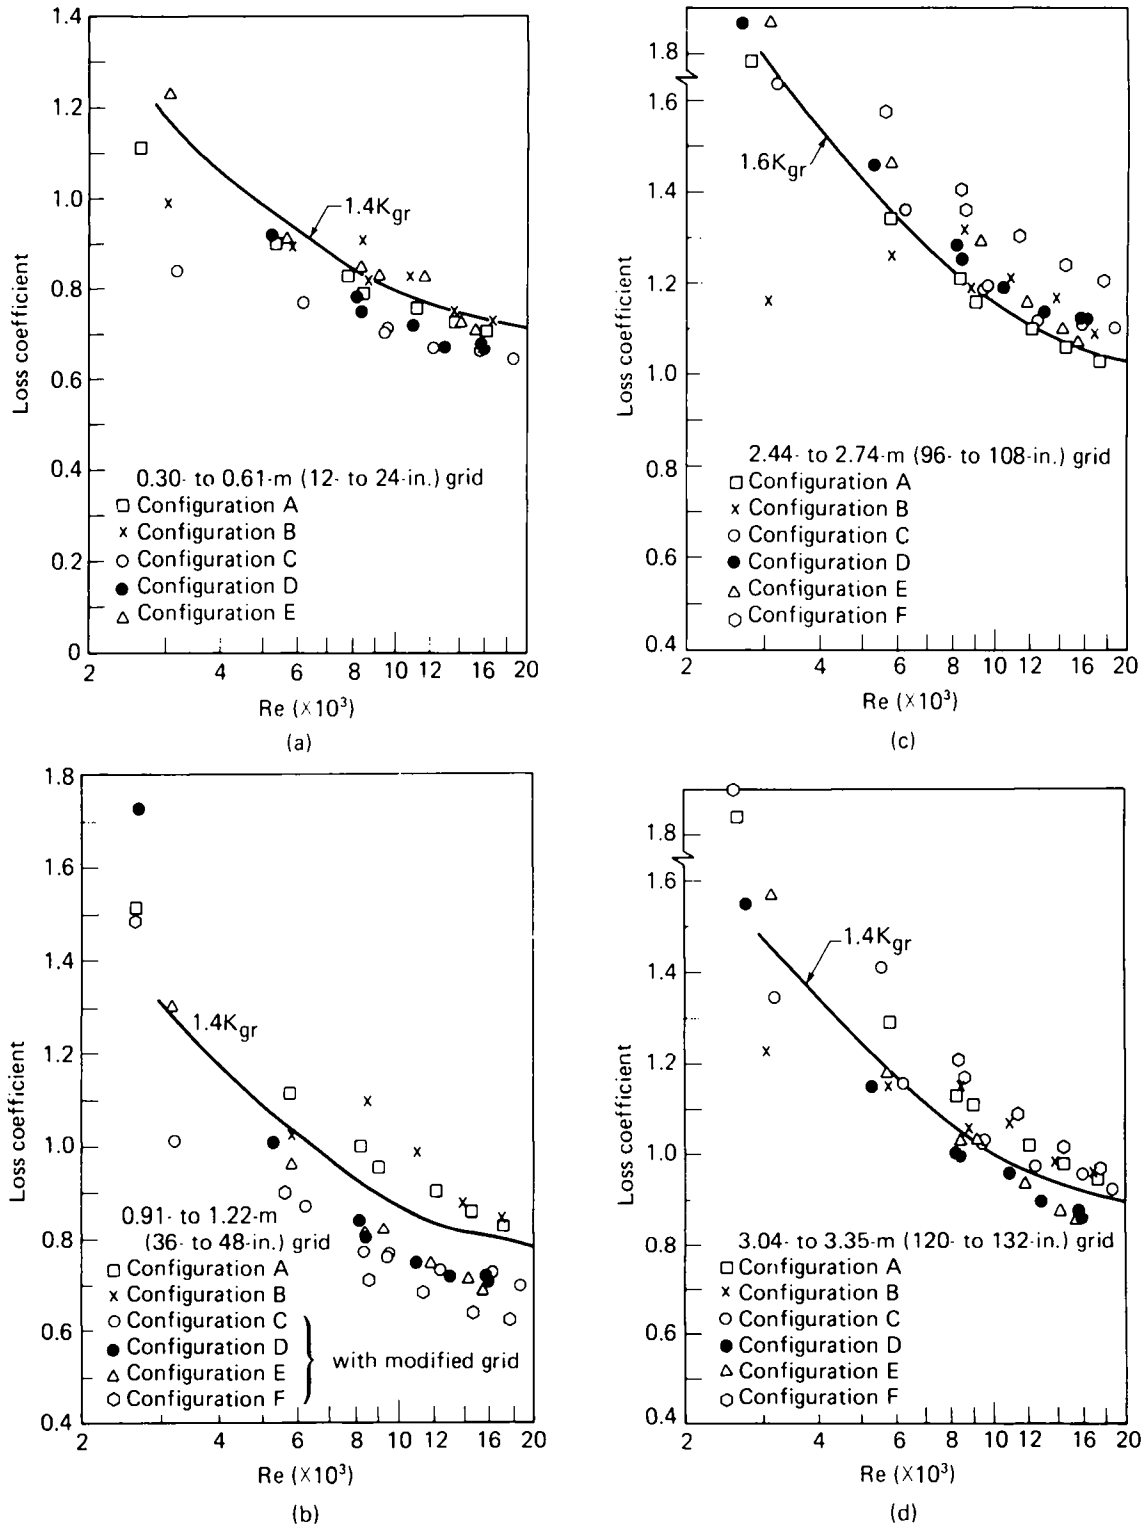 1.4
1.2
1.0
0.8
0.6
0.4
0.2
0
Loss coefficient
1.4Kgr
0.30- to 0.61-m (12- to 24-in.) grid
Configuration A
Configuration B
Configuration C
Configuration D
Configuration E
2 4 6 8 10 12 16 20
Re (×10³)
(a)
1.8
1.6
1.4
1.2
1.0
0.8
0.6
0.4
Loss coefficient
1.6Kgr
2.44- to 2.74-m (96- to 108-in.) grid
Configuration A
Configuration B
Configuration C
Configuration D
Configuration E
Configuration F
2 4 6 8 10 12 16 20
Re (×10³)
(c)
1.8
1.6
1.4
1.2
1.0
0.8
0.6
0.4
Loss coefficient
1.4Kgr
0.91- to 1.22-m
(36- to 48-in.) grid
Configuration A
Configuration B
Configuration C
Configuration D
Configuration E
Configuration F
with modified grid
2 4 6 8 10 12 16 20
Re (×10³)
(b)
1.8
1.6
1.4
1.2
1.0
0.8
0.6
0.4
Loss coefficient
1.4Kgr
3.04- to 3.35-m (120- to 132-in.) grid
Configuration A
Configuration B
Configuration C
Configuration D
Configuration E
Configuration F
2 4 6 8 10 12 16 20
Re (×10³)
(d)